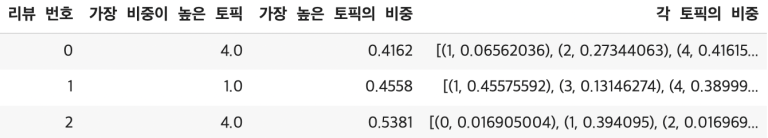 리뷰 번호 가장 비중이 높은 토픽 가장 높은 토픽의 비중 각 토픽의 비중
0 4.0 0.4162 [(1, 0.06562036), (2, 0.27344063), (4, 0.41615...
1 1.0 0.4558 [(1, 0.45575592), (3, 0.13146274), (4, 0.38999...
2 4.0 0.5381 [(0, 0.016905004), (1, 0.394095), (2, 0.016969...